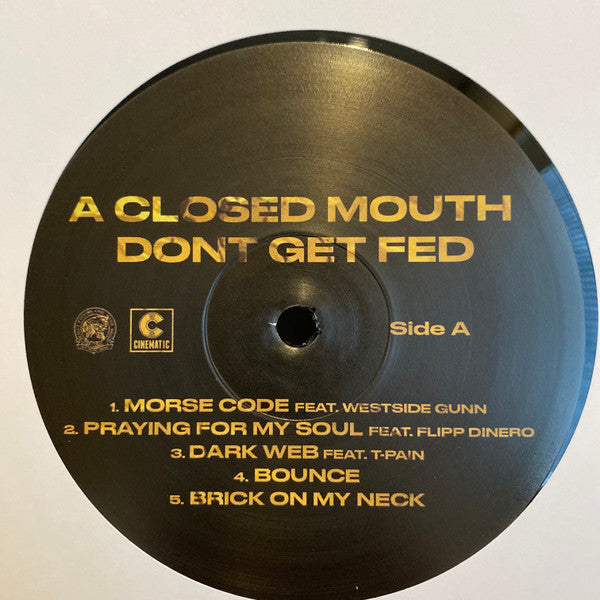 A CLOSED MOUTH
DONT GET FED
C
CINEMATIC
Side A
1. MORSE CODE FEAT. WESTSIDE GUNN
2. PRAYING FOR MY SOUL FEAT. FLIPP DINERO
3. DARK WEB FEAT. T-PAIN
4. BOUNCE
5. BRICK ON MY NECK